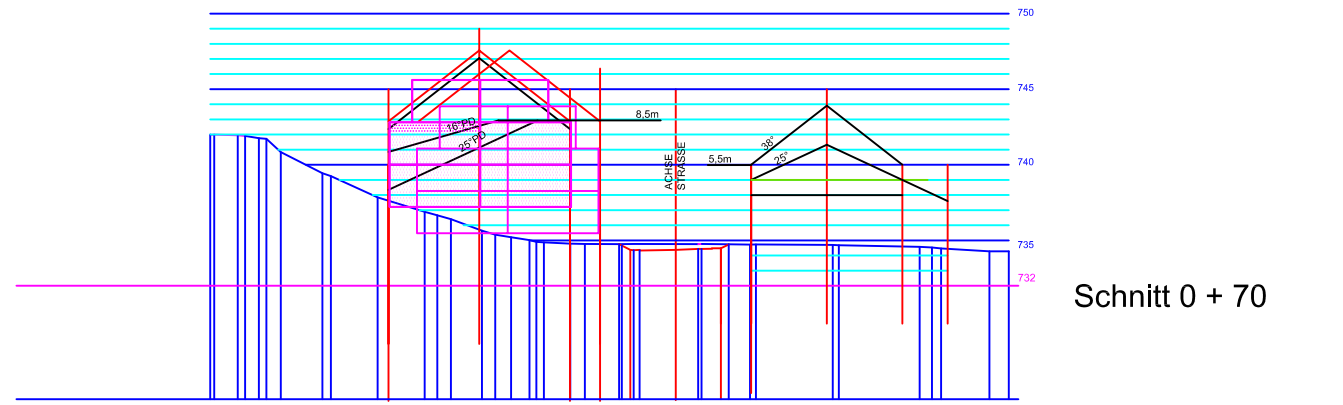 750
745
8,5m
16°PD
25°PD
38°
25°
5,5m
740
ACHSE
STRASSE
735
732
Schnitt 0 + 70